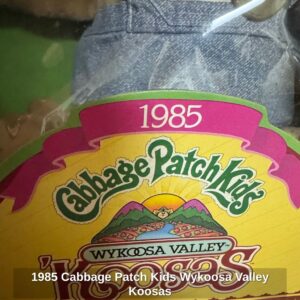 1985
Cabbage Patch Kids
WYKOOSA VALLEY
'KOOSAS
1985 Cabbage Patch Kids Wykoosa Valley
Koosas